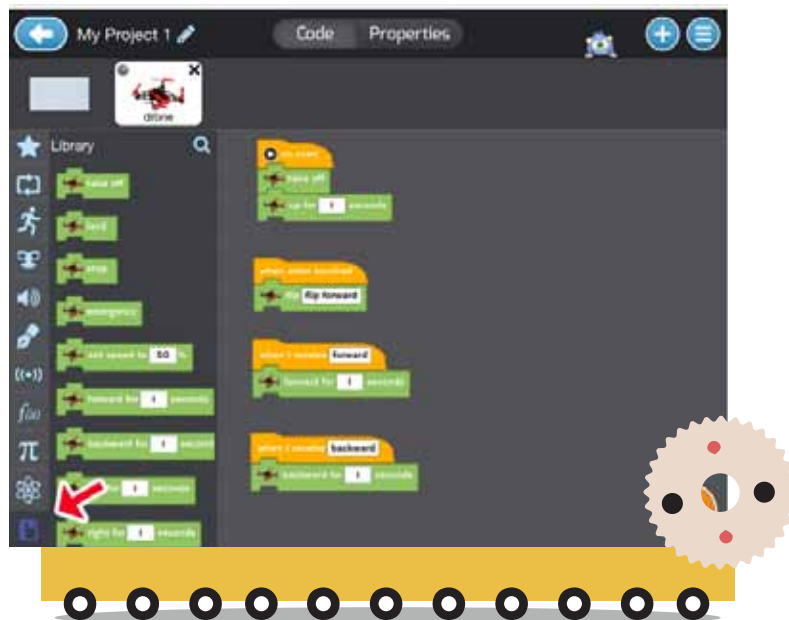 My Project 1
Code Properties
drone
Library
take off
land
stop
emergency
set speed to 50 %
forward for 1 seconds
backward for 1 second
for 1 seconds
right for 1 seconds
((•))
f(x)
π
take off
up for 1 seconds
when actor touched
flip flip forward
when I receive forward
forward for 1 seconds
when I receive backward
backward for 1 seconds